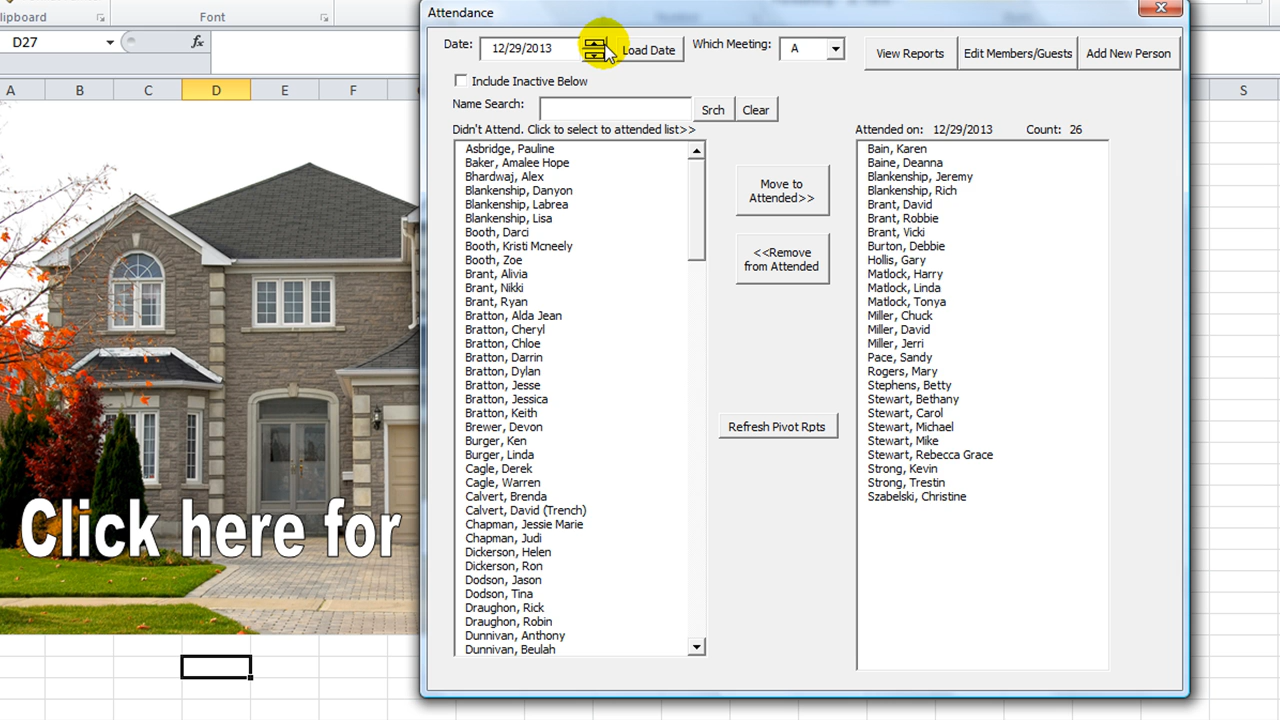 Attendance
lipboard
Font
D27
fx
A B C D E F S
Date: 12/29/2013 Load Date Which Meeting: A View Reports Edit Members/Guests Add New Person
Include Inactive Below
Name Search: Srch Clear
Didn't Attend. Click to select to attended list>>
Asbridge, Pauline
Baker, Amalee Hope
Bhardwaj, Alex
Blankenship, Danyon
Blankenship, Labrea
Blankenship, Lisa
Booth, Darci
Booth, Kristi Mcneely
Booth, Zoe
Brant, Alivia
Brant, Nikki
Brant, Ryan
Bratton, Alda Jean
Bratton, Cheryl
Bratton, Chloe
Bratton, Darrin
Bratton, Dylan
Bratton, Jesse
Bratton, Jessica
Bratton, Keith
Brewer, Devon
Burger, Ken
Burger, Linda
Cagle, Derek
Cagle, Warren
Calvert, Brenda
Calvert, David (Trench)
Chapman, Jessie Marie
Chapman, Judi
Dickerson, Helen
Dickerson, Ron
Dodson, Jason
Dodson, Tina
Draughon, Rick
Draughon, Robin
Dunnivan, Anthony
Dunnivan, Beulah
Move to
Attended>>
<<Remove
from Attended
Refresh Pivot Rpts
Attended on: 12/29/2013 Count: 26
Bain, Karen
Baine, Deanna
Blankenship, Jeremy
Blankenship, Rich
Brant, David
Brant, Robbie
Brant, Vicki
Burton, Debbie
Hollis, Gary
Matlock, Harry
Matlock, Linda
Matlock, Tonya
Miller, Chuck
Miller, David
Miller, Jerri
Pace, Sandy
Rogers, Mary
Stephens, Betty
Stewart, Bethany
Stewart, Carol
Stewart, Michael
Stewart, Mike
Stewart, Rebecca Grace
Strong, Kevin
Strong, Trestin
Szabelski, Christine
Click here for